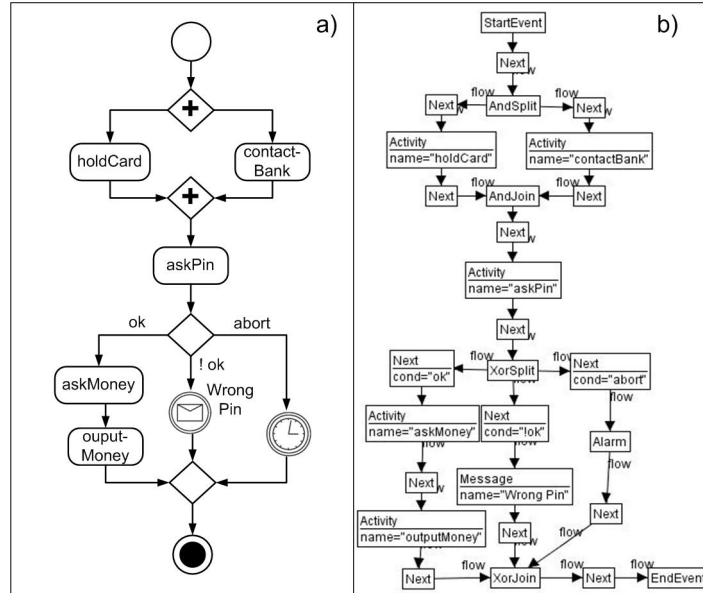 a)
holdCard
contact-
Bank
askPin
ok
abort
! ok
askMoney
Wrong
Pin
ouput-
Money
b)
StartEvent
Next
flow
flow
flow
Next
AndSplit
Next
Activity
name="holdCard"
Activity
name="contactBank"
flow
flow
Next
AndJoin
Next
Next
Activity
name="askPin"
Next
Next
cond="ok"
flow
XorSplit
flow
Next
cond="abort"
flow
Activity
name="askMoney"
Next
cond="!ok"
Alarm
flow
Next
Message
name="Wrong Pin"
Next
Activity
name="outputMoney"
Next
flow
Next
flow
XorJoin
flow
Next
flow
EndEvent